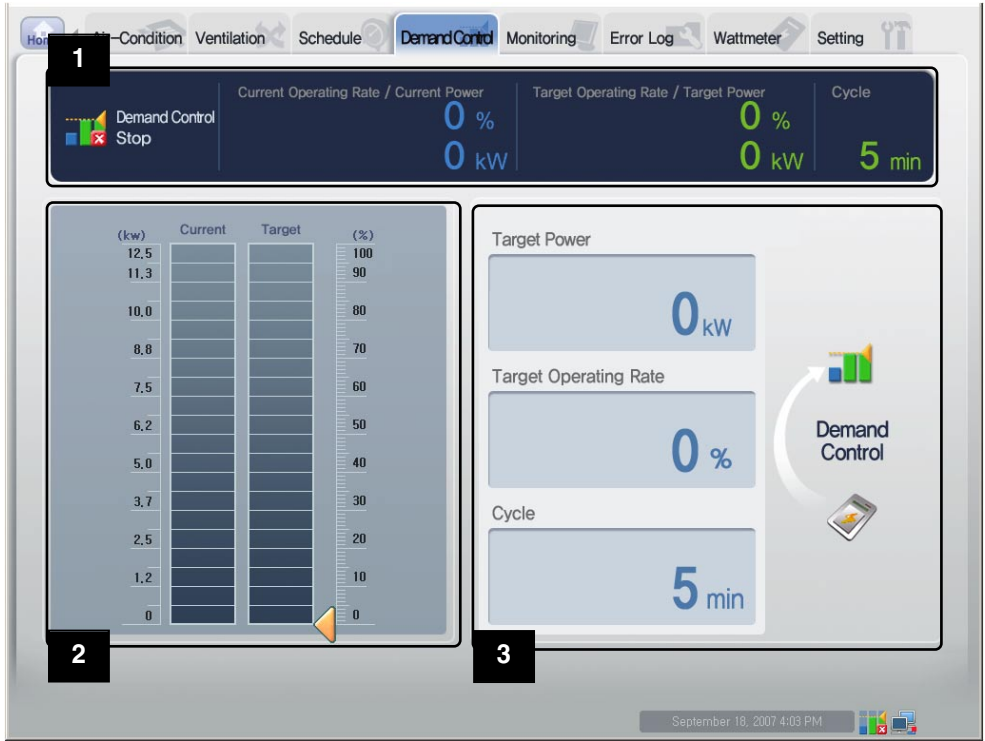 Home
Air-Condition Ventilation Schedule Demand Control Monitoring Error Log Wattmeter Setting
1
Current Operating Rate / Current Power Target Operating Rate / Target Power Cycle
Demand Control
Stop
0 % 0 %
0 kW 0 kW 5 min
(kw) Current Target (%)
12.5 100
11.3 90
10.0 80
8.8 70
7.5 60
6.2 50
5.0 40
3.7 30
2.5 20
1.2 10
0 0
2
Target Power
0 kW
Target Operating Rate
0 %
Cycle
5 min
Demand
Control
3
September 18, 2007 4:03 PM